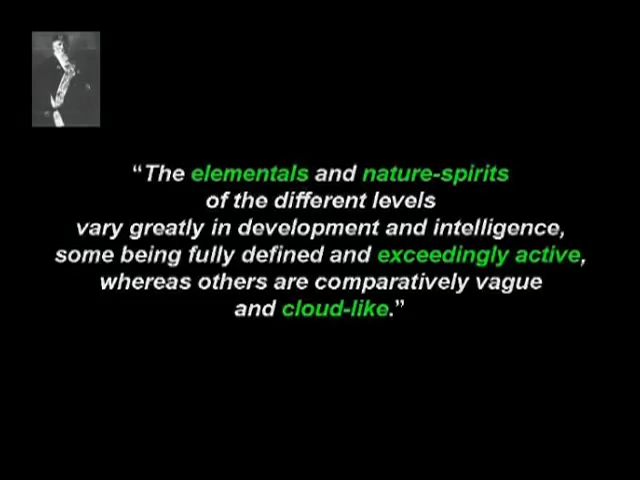 “The elementals and nature-spirits
of the different levels
vary greatly in development and intelligence,
some being fully defined and exceedingly active,
whereas others are comparatively vague
and cloud-like.”